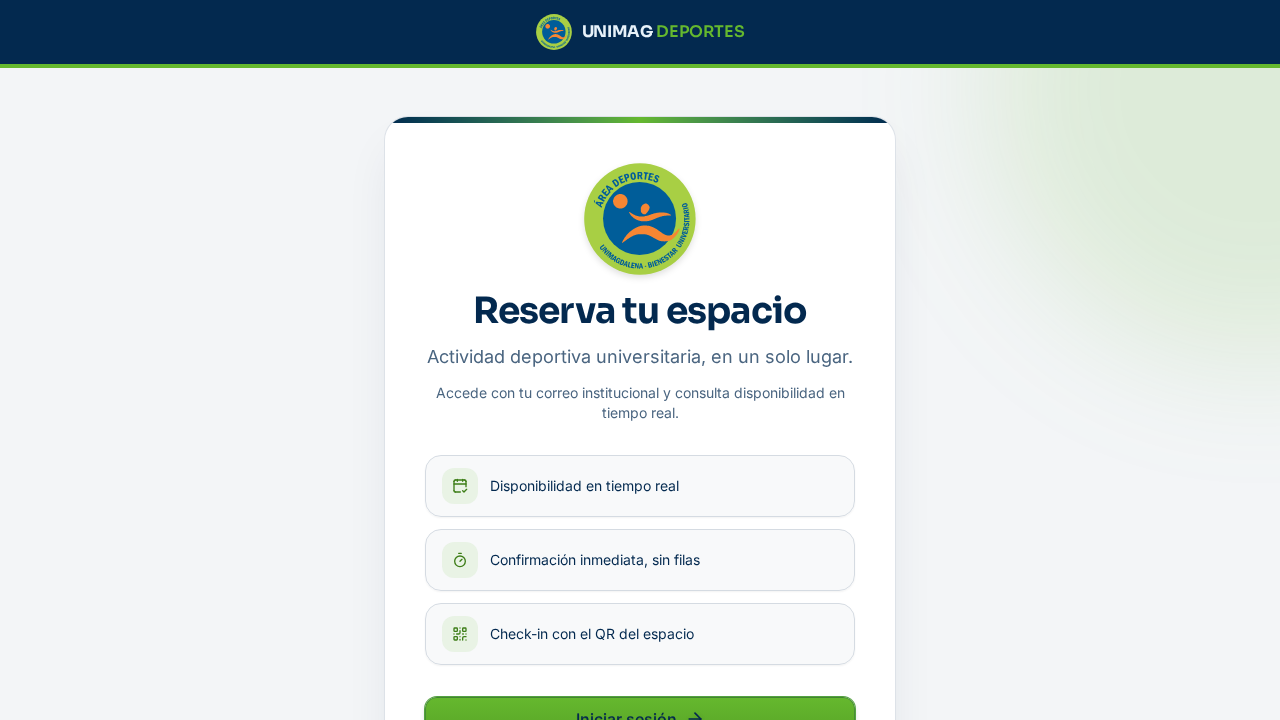 UNIMAG DEPORTES
ÁREA DEPORTES
UNIMAGDALENA - BIENESTAR UNIVERSITARIO
Reserva tu espacio
Actividad deportiva universitaria, en un solo lugar.
Accede con tu correo institucional y consulta disponibilidad en
tiempo real.
Disponibilidad en tiempo real
Confirmación inmediata, sin filas
Check-in con el QR del espacio
Iniciar sesión